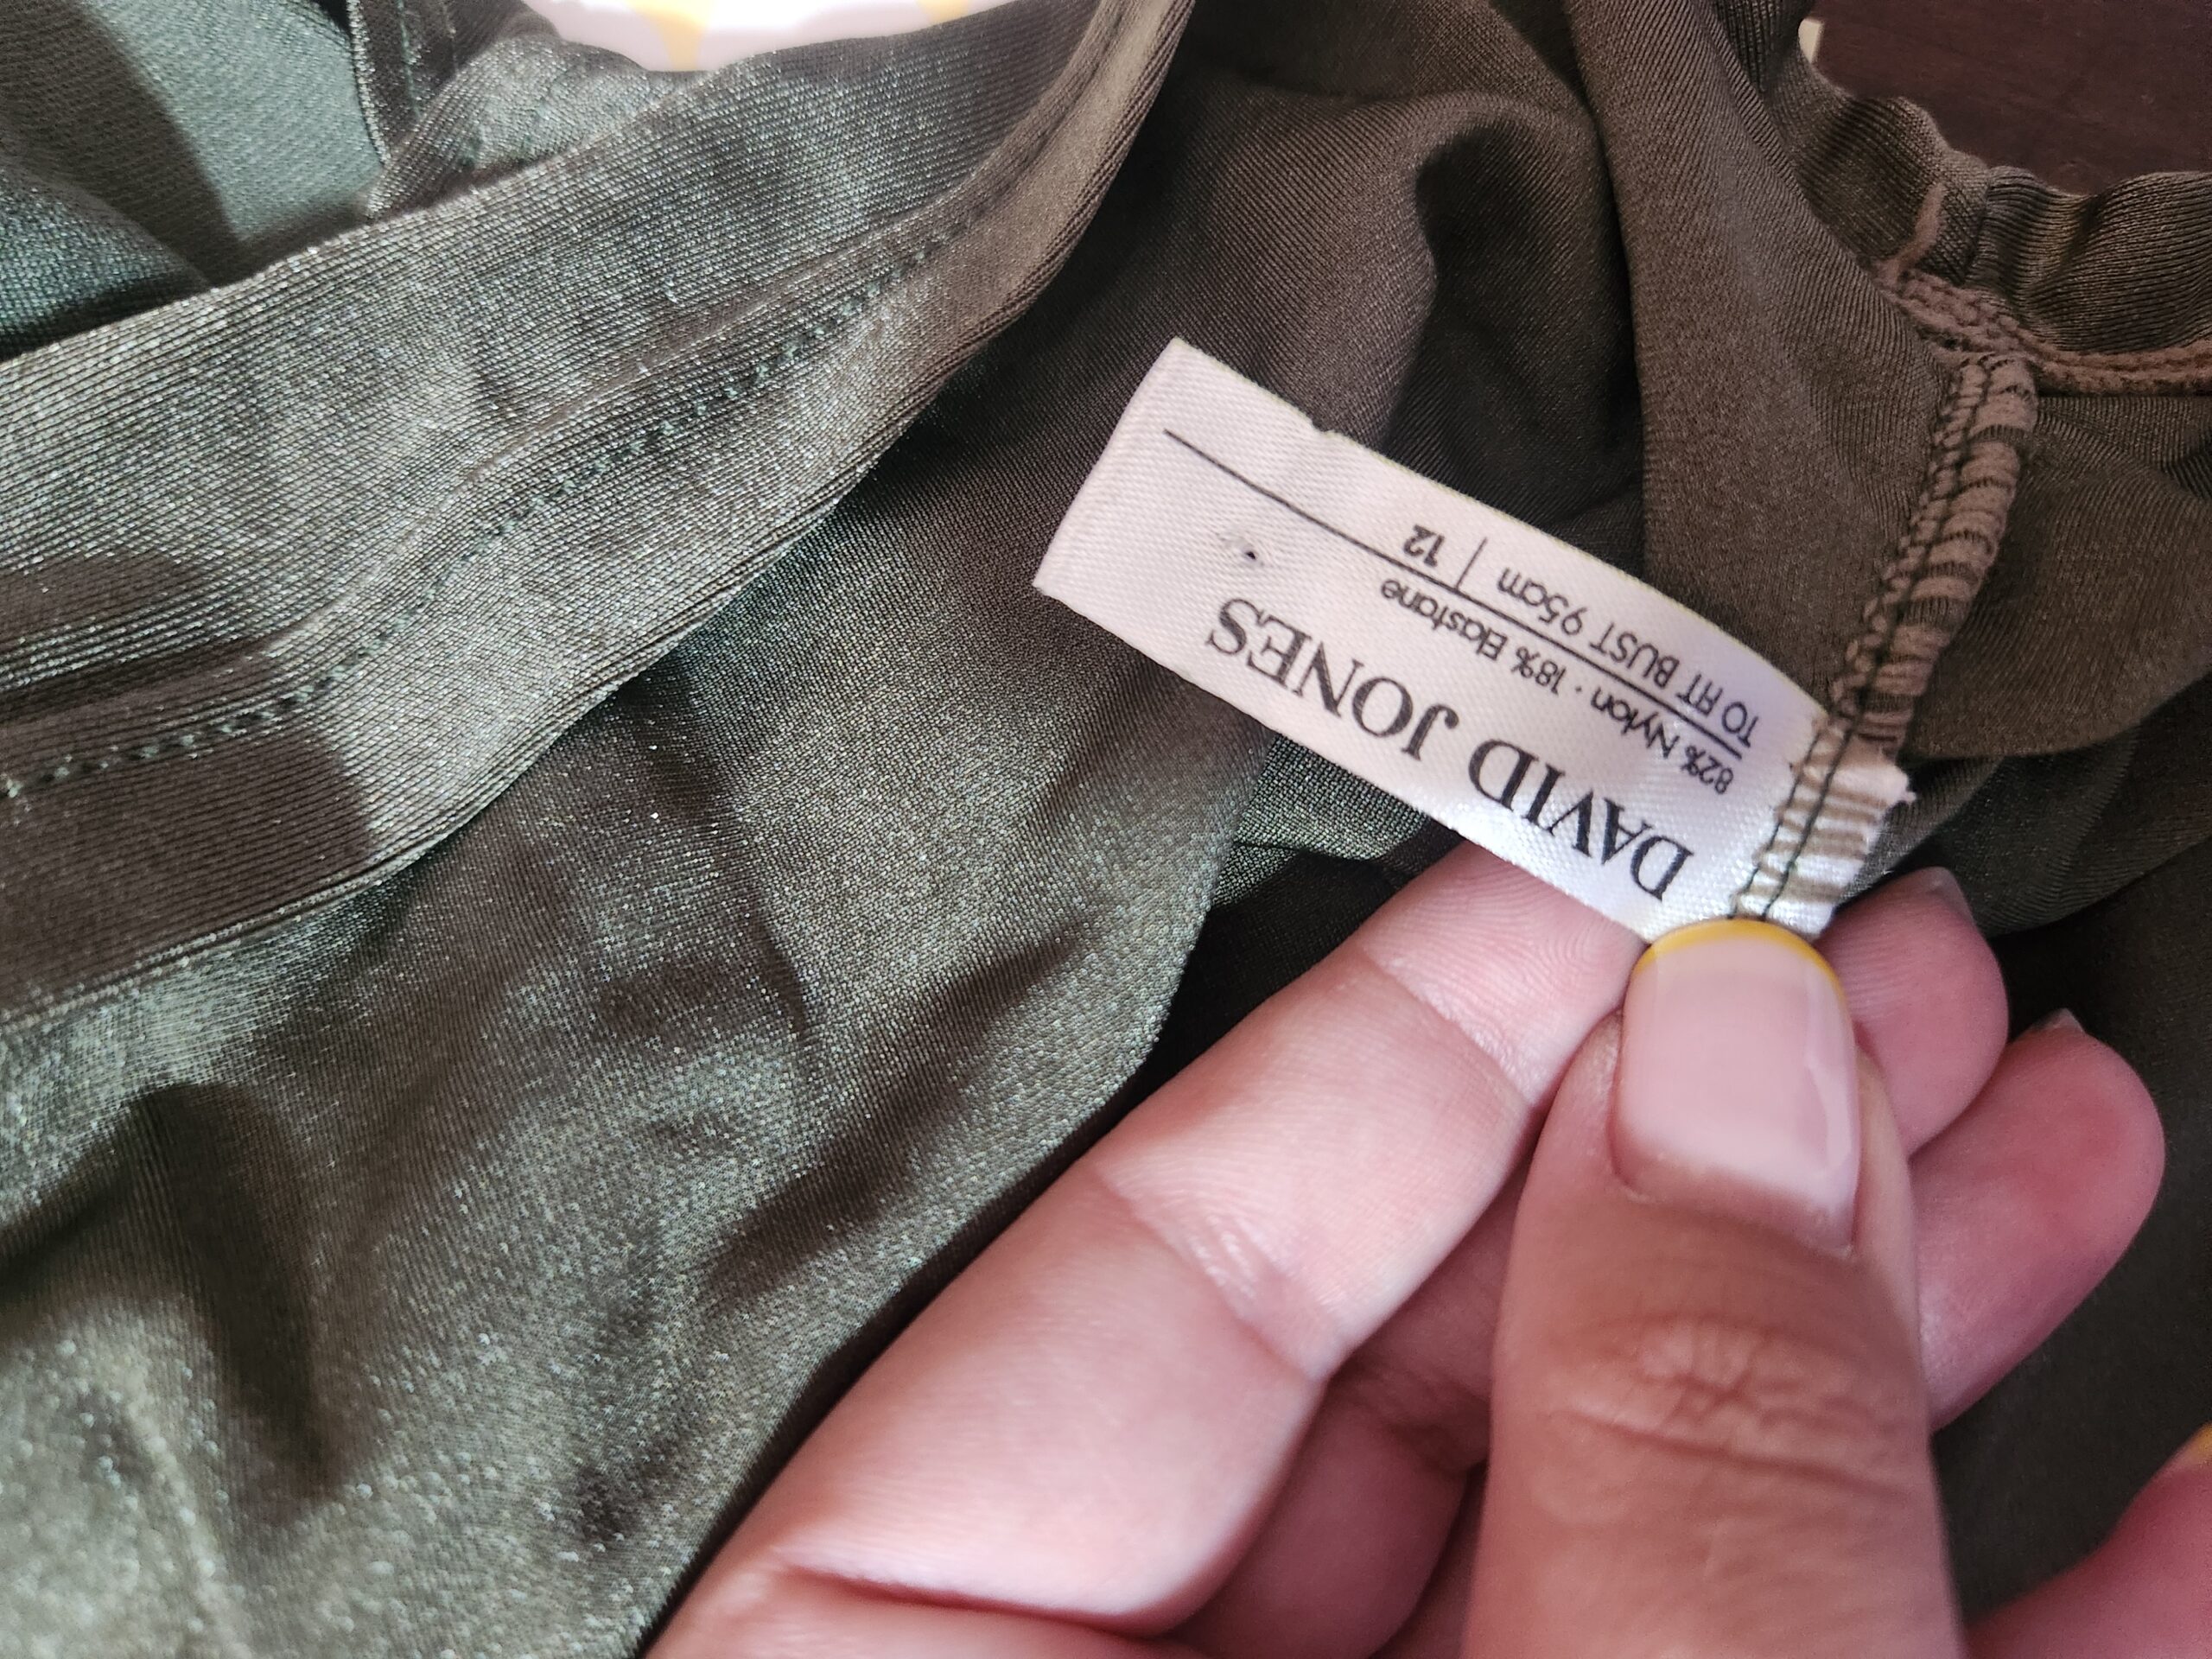 DAVID JONES
82% Nylon · 18% Elastane
TO FIT BUST 95cm | 12